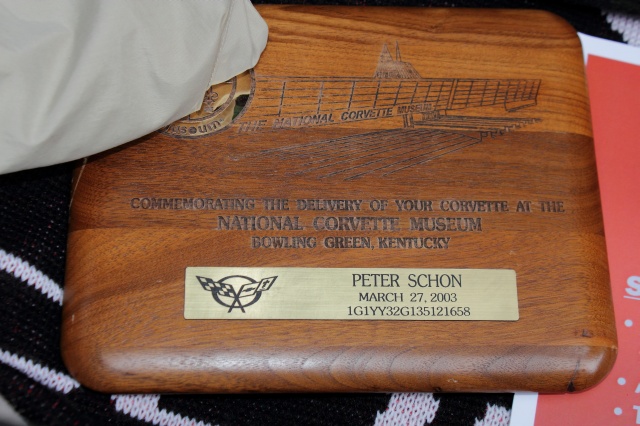 THE NATIONAL CORVETTE MUSEUM
Museum
COMMEMORATING THE DELIVERY OF YOUR CORVETTE AT THE
NATIONAL CORVETTE MUSEUM
BOWLING GREEN, KENTUCKY
PETER SCHON
MARCH 27, 2003
1G1YY32G135121658